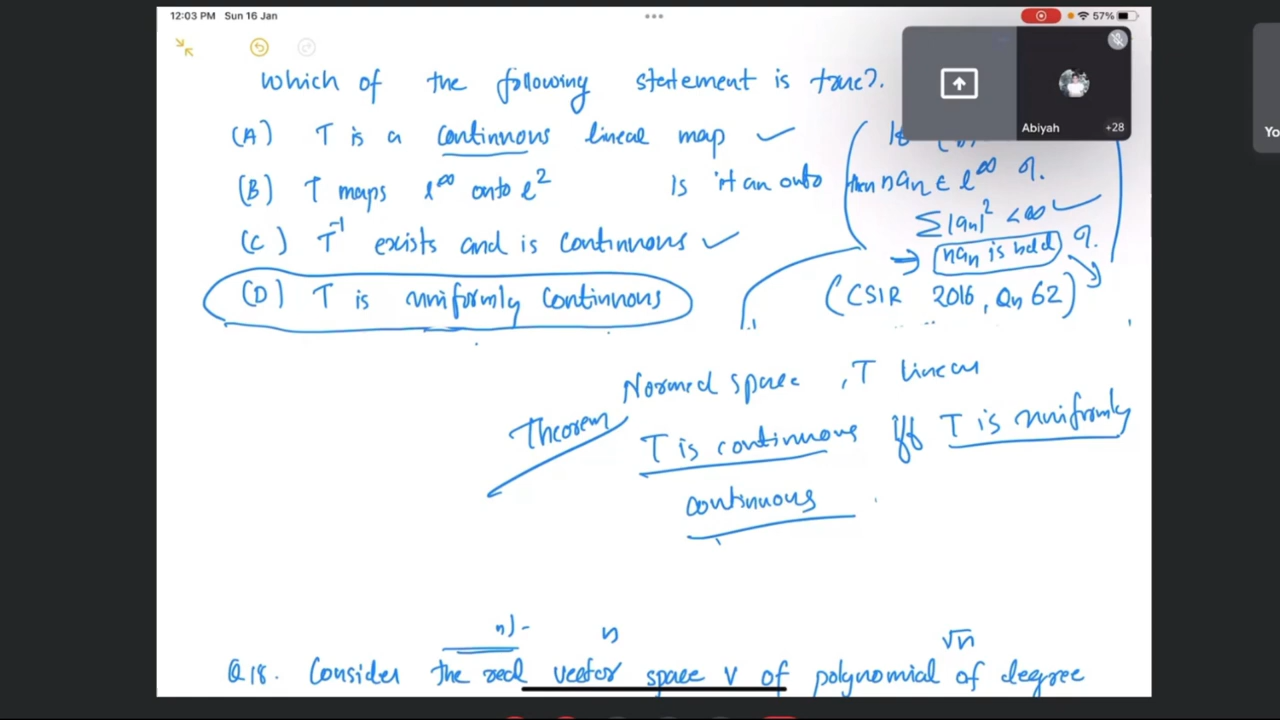 12:03 PM Sun 16 Jan
57%
Which of the following statement is true?
(A) T is a continuous linear map ✓
Abiyah +28
Yo
If
(B) T maps l^∞ onto l^2 Is it an onto
then nan ∈ l^∞ ?
Σ|an|^2 < ∞ ✓
(C) T^-1 exists and is continuous ✓
→ nan is bdd ?
(D) T is uniformly continuous
(CSIR 2016, Qn 62)
Normed space, T linear
Theorem
T is continuous iff T is uniformly
continuous
n) - n √n
Q18. Consider the real vector space V of polynomial of degree